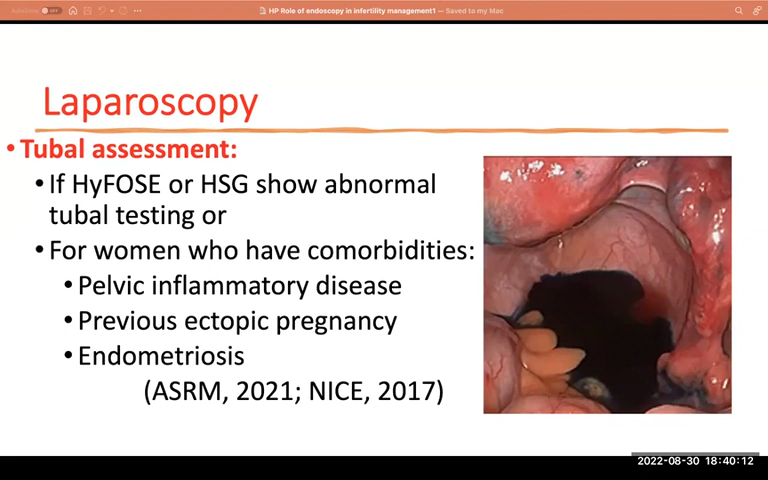 AutoSave OFF
HP Role of endoscopy in infertility management1 — Saved to my Mac
Laparoscopy
• Tubal assessment:
• If HyFOSE or HSG show abnormal
tubal testing or
• For women who have comorbidities:
• Pelvic inflammatory disease
• Previous ectopic pregnancy
• Endometriosis
(ASRM, 2021; NICE, 2017)
2022-08-30 18:40:12